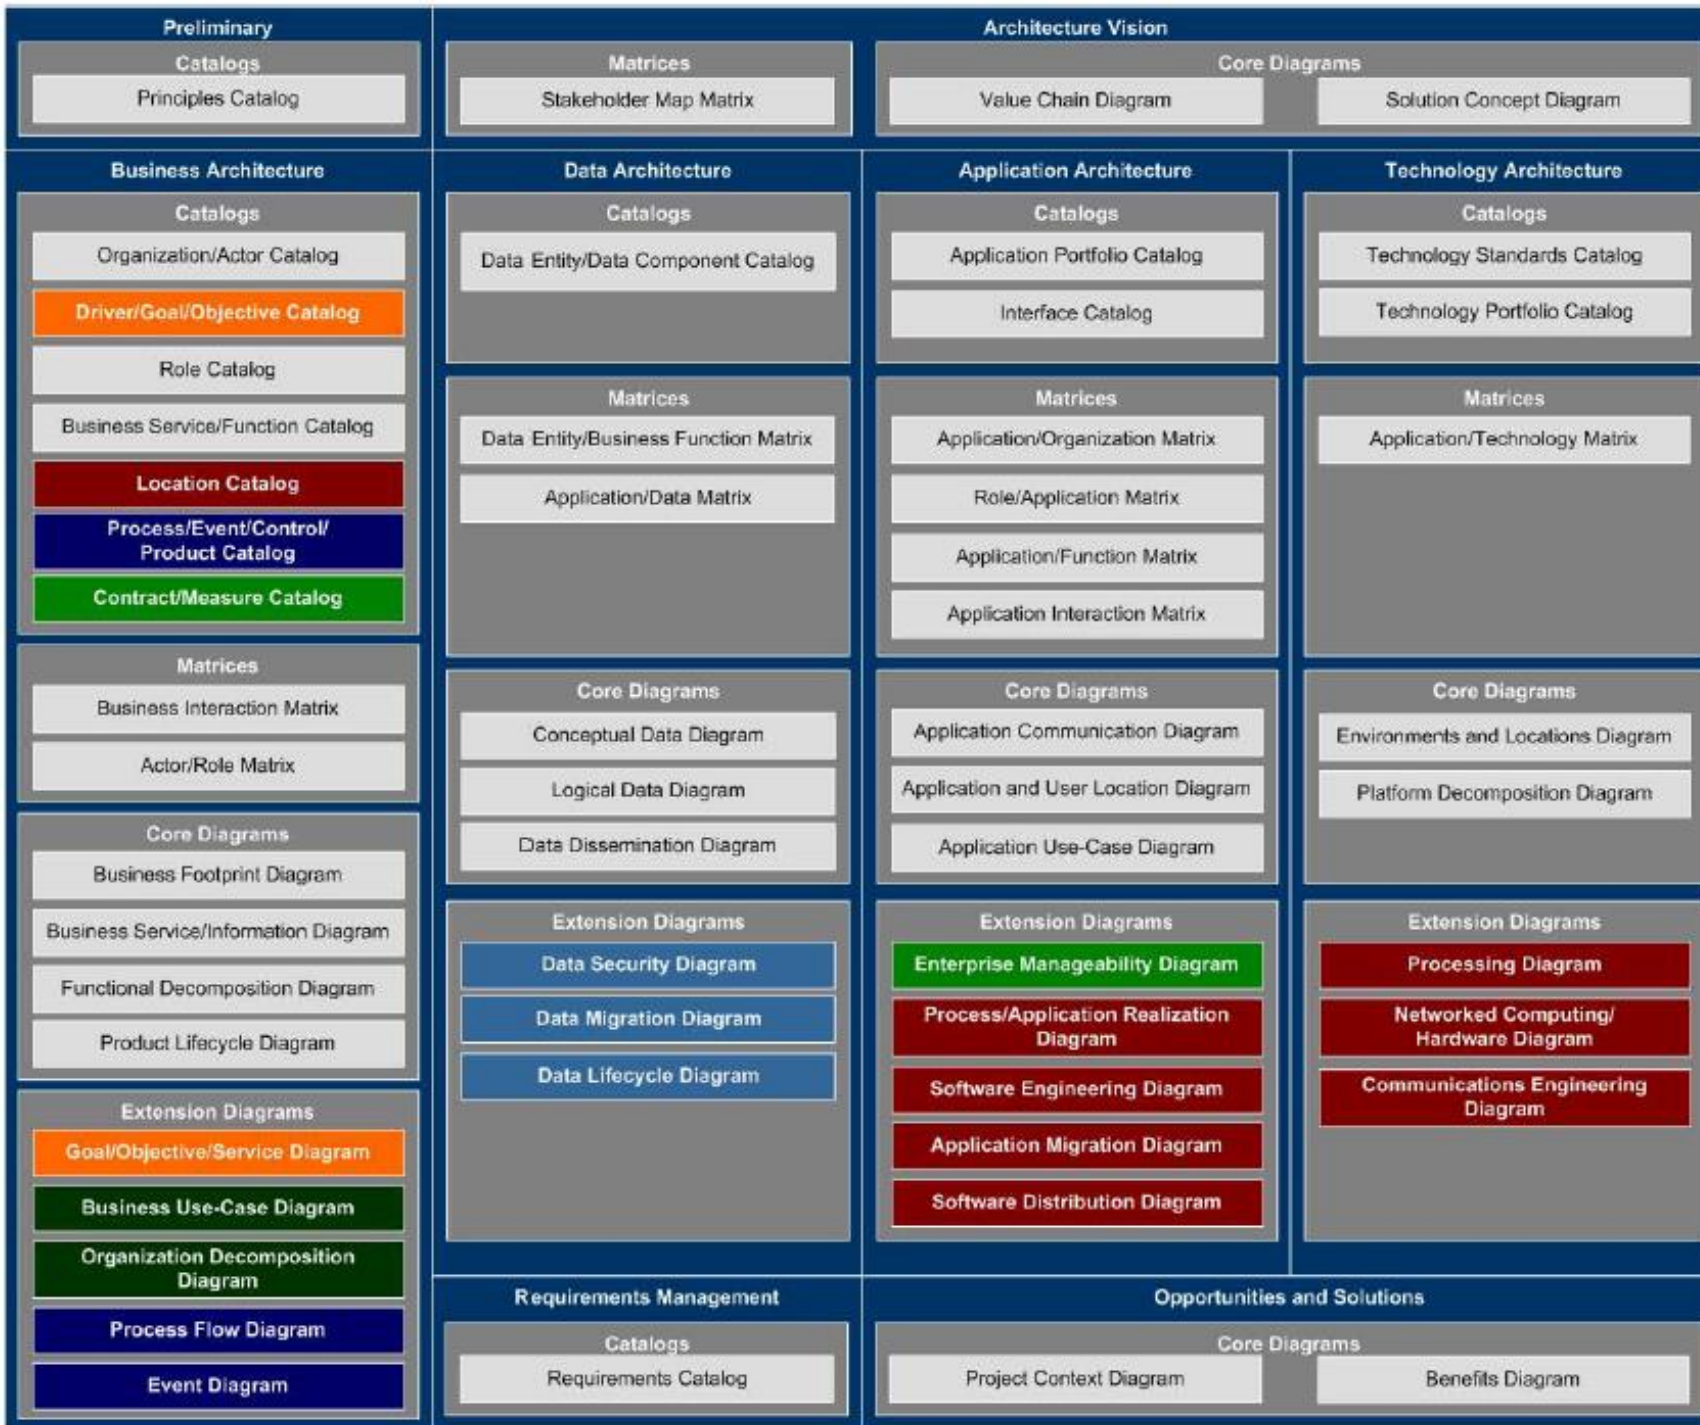 Preliminary
Catalogs
Principles Catalog
Architecture Vision
Matrices
Stakeholder Map Matrix
Core Diagrams
Value Chain Diagram
Solution Concept Diagram
Business Architecture
Catalogs
Organization/Actor Catalog
Driver/Goal/Objective Catalog
Role Catalog
Business Service/Function Catalog
Location Catalog
Process/Event/Control/
Product Catalog
Contract/Measure Catalog
Matrices
Business Interaction Matrix
Actor/Role Matrix
Core Diagrams
Business Footprint Diagram
Business Service/Information Diagram
Functional Decomposition Diagram
Product Lifecycle Diagram
Extension Diagrams
Goal/Objective/Service Diagram
Business Use-Case Diagram
Organization Decomposition
Diagram
Process Flow Diagram
Event Diagram
Data Architecture
Catalogs
Data Entity/Data Component Catalog
Matrices
Data Entity/Business Function Matrix
Application/Data Matrix
Core Diagrams
Conceptual Data Diagram
Logical Data Diagram
Data Dissemination Diagram
Extension Diagrams
Data Security Diagram
Data Migration Diagram
Data Lifecycle Diagram
Application Architecture
Catalogs
Application Portfolio Catalog
Interface Catalog
Matrices
Application/Organization Matrix
Role/Application Matrix
Application/Function Matrix
Application Interaction Matrix
Core Diagrams
Application Communication Diagram
Application and User Location Diagram
Application Use-Case Diagram
Extension Diagrams
Enterprise Manageability Diagram
Process/Application Realization
Diagram
Software Engineering Diagram
Application Migration Diagram
Software Distribution Diagram
Technology Architecture
Catalogs
Technology Standards Catalog
Technology Portfolio Catalog
Matrices
Application/Technology Matrix
Core Diagrams
Environments and Locations Diagram
Platform Decomposition Diagram
Extension Diagrams
Processing Diagram
Networked Computing/
Hardware Diagram
Communications Engineering
Diagram
Requirements Management
Catalogs
Requirements Catalog
Opportunities and Solutions
Core Diagrams
Project Context Diagram
Benefits Diagram